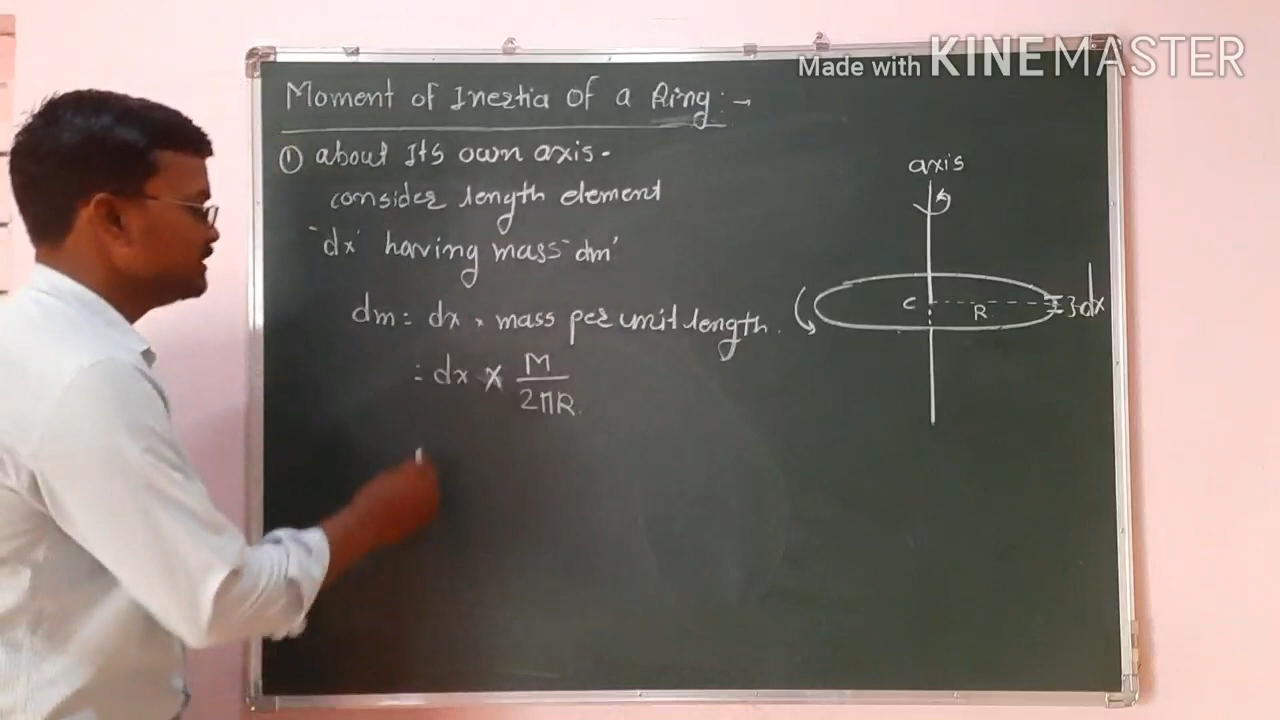 Made with KINEMASTER
Moment of Inertia of a Ring :-
① about Its own axis.
consider length element
'dx' having mass 'dm'
dm = dx × mass per unit length.
= dx × M
2πR
axis
C R } dx